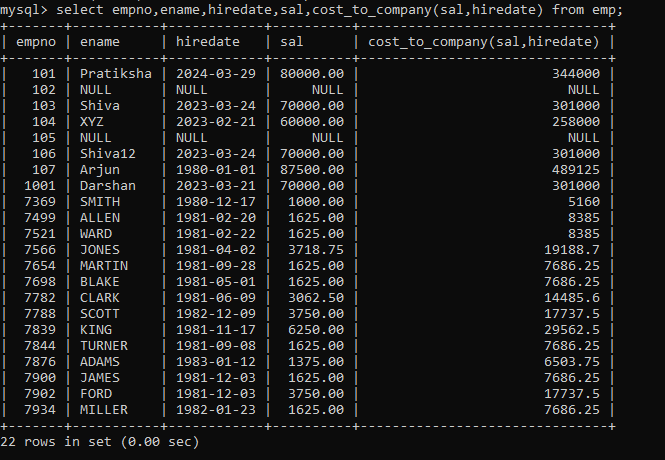 mysql> select empno,ename,hiredate,sal,cost_to_company(sal,hiredate) from emp;
+-------+-----------+------------+----------+-------------------------------+
| empno | ename     | hiredate   | sal      | cost_to_company(sal,hiredate) |
+-------+-----------+------------+----------+-------------------------------+
|   101 | Pratiksha | 2024-03-29 | 80000.00 |                        344000 |
|   102 | NULL      | NULL       |     NULL |                          NULL |
|   103 | Shiva     | 2023-03-24 | 70000.00 |                        301000 |
|   104 | XYZ       | 2023-02-21 | 60000.00 |                        258000 |
|   105 | NULL      | NULL       |     NULL |                          NULL |
|   106 | Shiva12   | 2023-03-24 | 70000.00 |                        301000 |
|   107 | Arjun     | 1980-01-01 | 87500.00 |                        489125 |
|  1001 | Darshan   | 2023-03-21 | 70000.00 |                        301000 |
|  7369 | SMITH     | 1980-12-17 |  1000.00 |                          5160 |
|  7499 | ALLEN     | 1981-02-20 |  1625.00 |                          8385 |
|  7521 | WARD      | 1981-02-22 |  1625.00 |                          8385 |
|  7566 | JONES     | 1981-04-02 |  3718.75 |                       19188.7 |
|  7654 | MARTIN    | 1981-09-28 |  1625.00 |                       7686.25 |
|  7698 | BLAKE     | 1981-05-01 |  1625.00 |                       7686.25 |
|  7782 | CLARK     | 1981-06-09 |  3062.50 |                       14485.6 |
|  7788 | SCOTT     | 1982-12-09 |  3750.00 |                       17737.5 |
|  7839 | KING      | 1981-11-17 |  6250.00 |                       29562.5 |
|  7844 | TURNER    | 1981-09-08 |  1625.00 |                       7686.25 |
|  7876 | ADAMS     | 1983-01-12 |  1375.00 |                       6503.75 |
|  7900 | JAMES     | 1981-12-03 |  1625.00 |                       7686.25 |
|  7902 | FORD      | 1981-12-03 |  3750.00 |                       17737.5 |
|  7934 | MILLER    | 1982-01-23 |  1625.00 |                       7686.25 |
+-------+-----------+------------+----------+-------------------------------+
22 rows in set (0.00 sec)